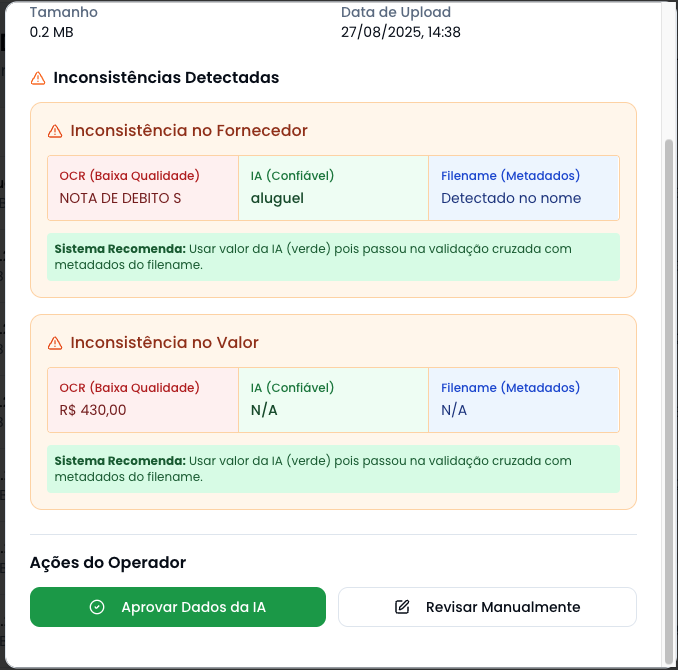 Tamanho
Data de Upload
0.2 MB
27/08/2025, 14:38
Inconsistências Detectadas
Inconsistência no Fornecedor
OCR (Baixa Qualidade)
IA (Confiável)
Filename (Metadados)
NOTA DE DEBITO S
aluguel
Detectado no nome
Sistema Recomenda: Usar valor da IA (verde) pois passou na validação cruzada com
metadados do filename.
Inconsistência no Valor
OCR (Baixa Qualidade)
IA (Confiável)
Filename (Metadados)
R$ 430,00
N/A
N/A
Sistema Recomenda: Usar valor da IA (verde) pois passou na validação cruzada com
metadados do filename.
Ações do Operador
Aprovar Dados da IA
Revisar Manualmente